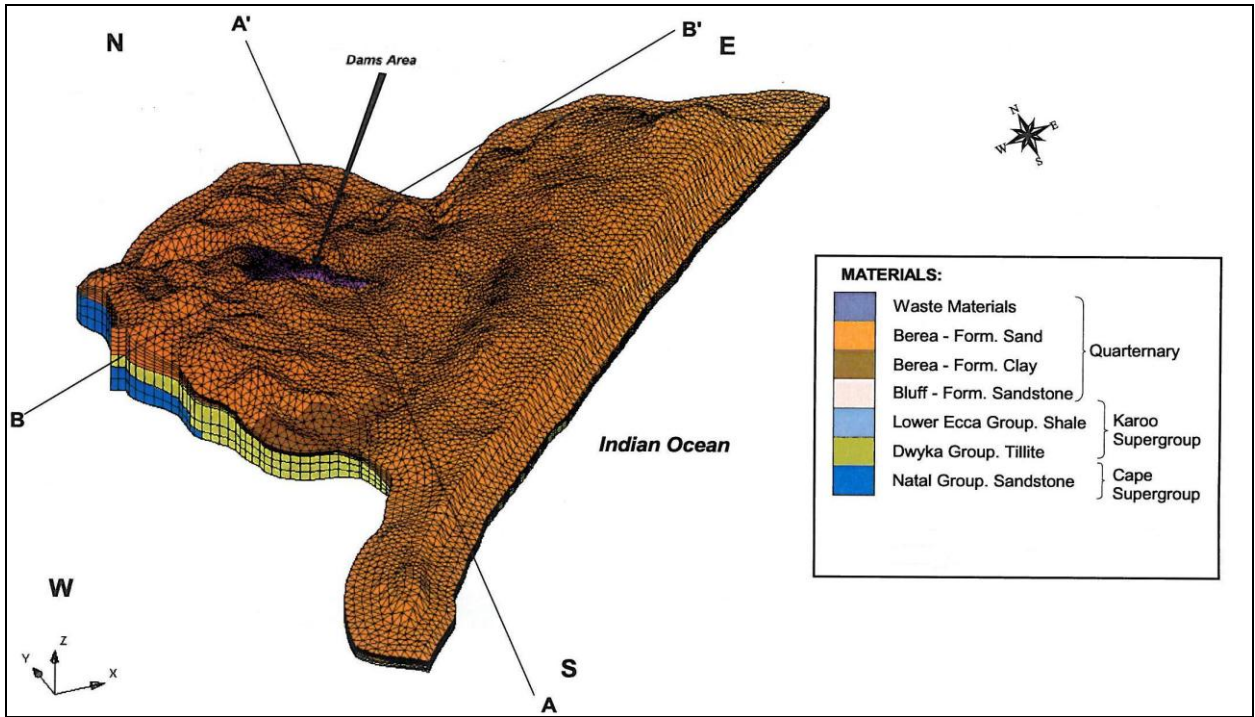 N
A'
B'
E
Dams Area
N
E
W
S
MATERIALS:
Waste Materials
Berea - Form. Sand
Berea - Form. Clay
Quarternary
Bluff - Form. Sandstone
Lower Ecca Group. Shale
Karoo
Supergroup
Dwyka Group. Tillite
Natal Group. Sandstone
Cape
Supergroup
B
Indian Ocean
W
S
A
Z
Y
X